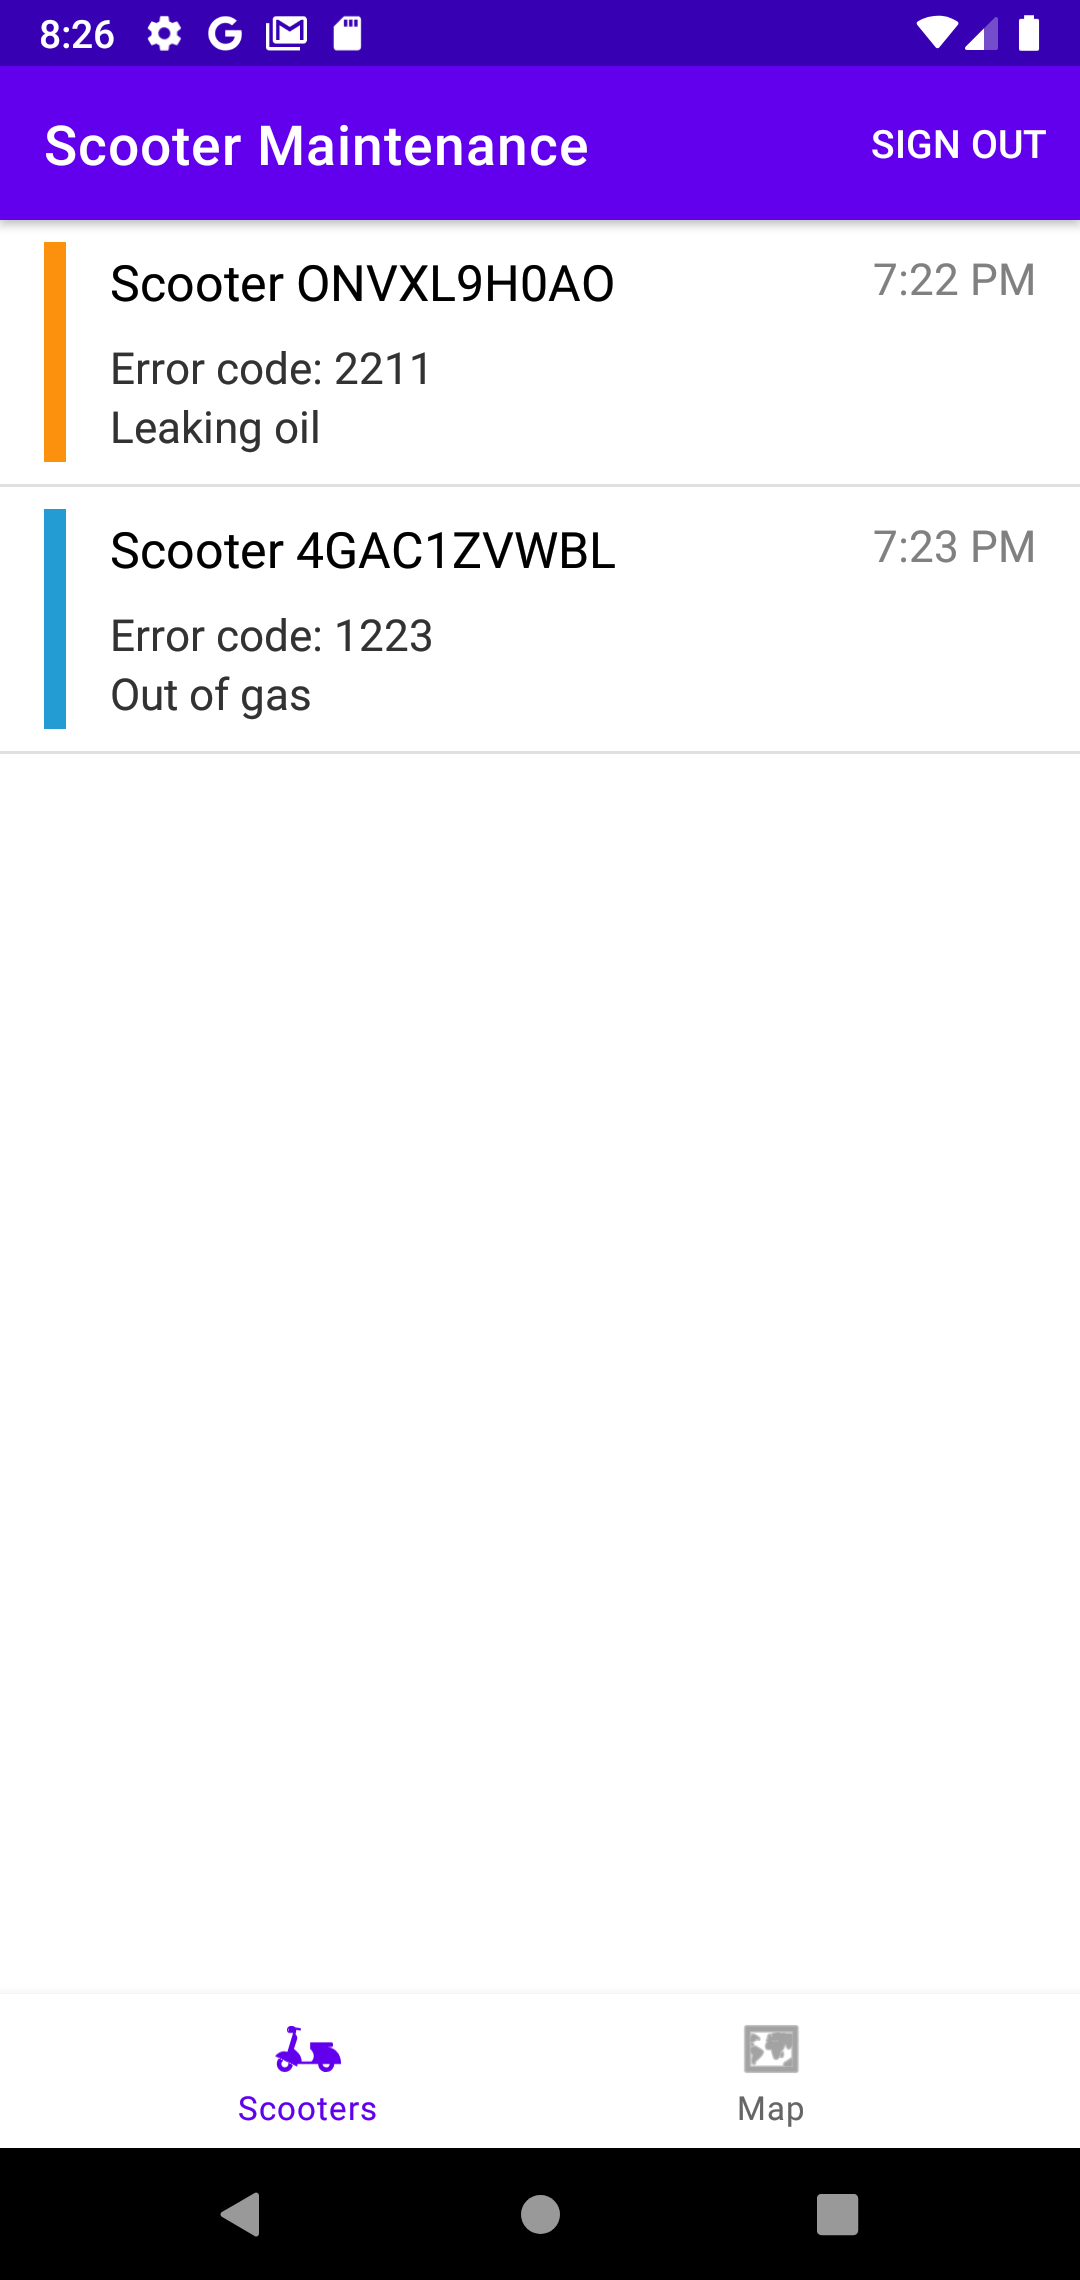 8:26
Scooter Maintenance
SIGN OUT
Scooter ONVXL9H0AO
7:22 PM
Error code: 2211
Leaking oil
Scooter 4GAC1ZVWBL
7:23 PM
Error code: 1223
Out of gas
Scooters
Map